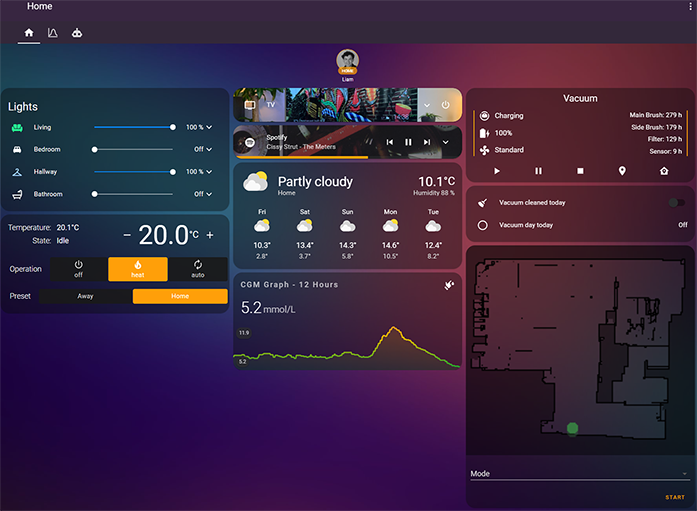 Home
HOME
Liam
Lights
Living
100 %
Bedroom
Off
Hallway
100 %
Bathroom
Off
Temperature: 20.1°C
State: Idle
20.0°C
Operation
off
heat
auto
Preset
Away
Home
TV
14:38
Spotify
Cissy Strut - The Meters
Partly cloudy
Home
10.1°C
Humidity 88 %
Fri
Sat
Sun
Mon
Tue
10.3°
13.4°
14.3°
14.6°
12.4°
2.8°
3.7°
5.8°
10.5°
8.2°
CGM Graph - 12 Hours
5.2 mmol/L
11.9
5.2
Vacuum
Charging
100%
Standard
Main Brush: 279 h
Side Brush: 179 h
Filter: 129 h
Sensor: 9 h
Vacuum cleaned today
Vacuum day today
Off
Mode
START